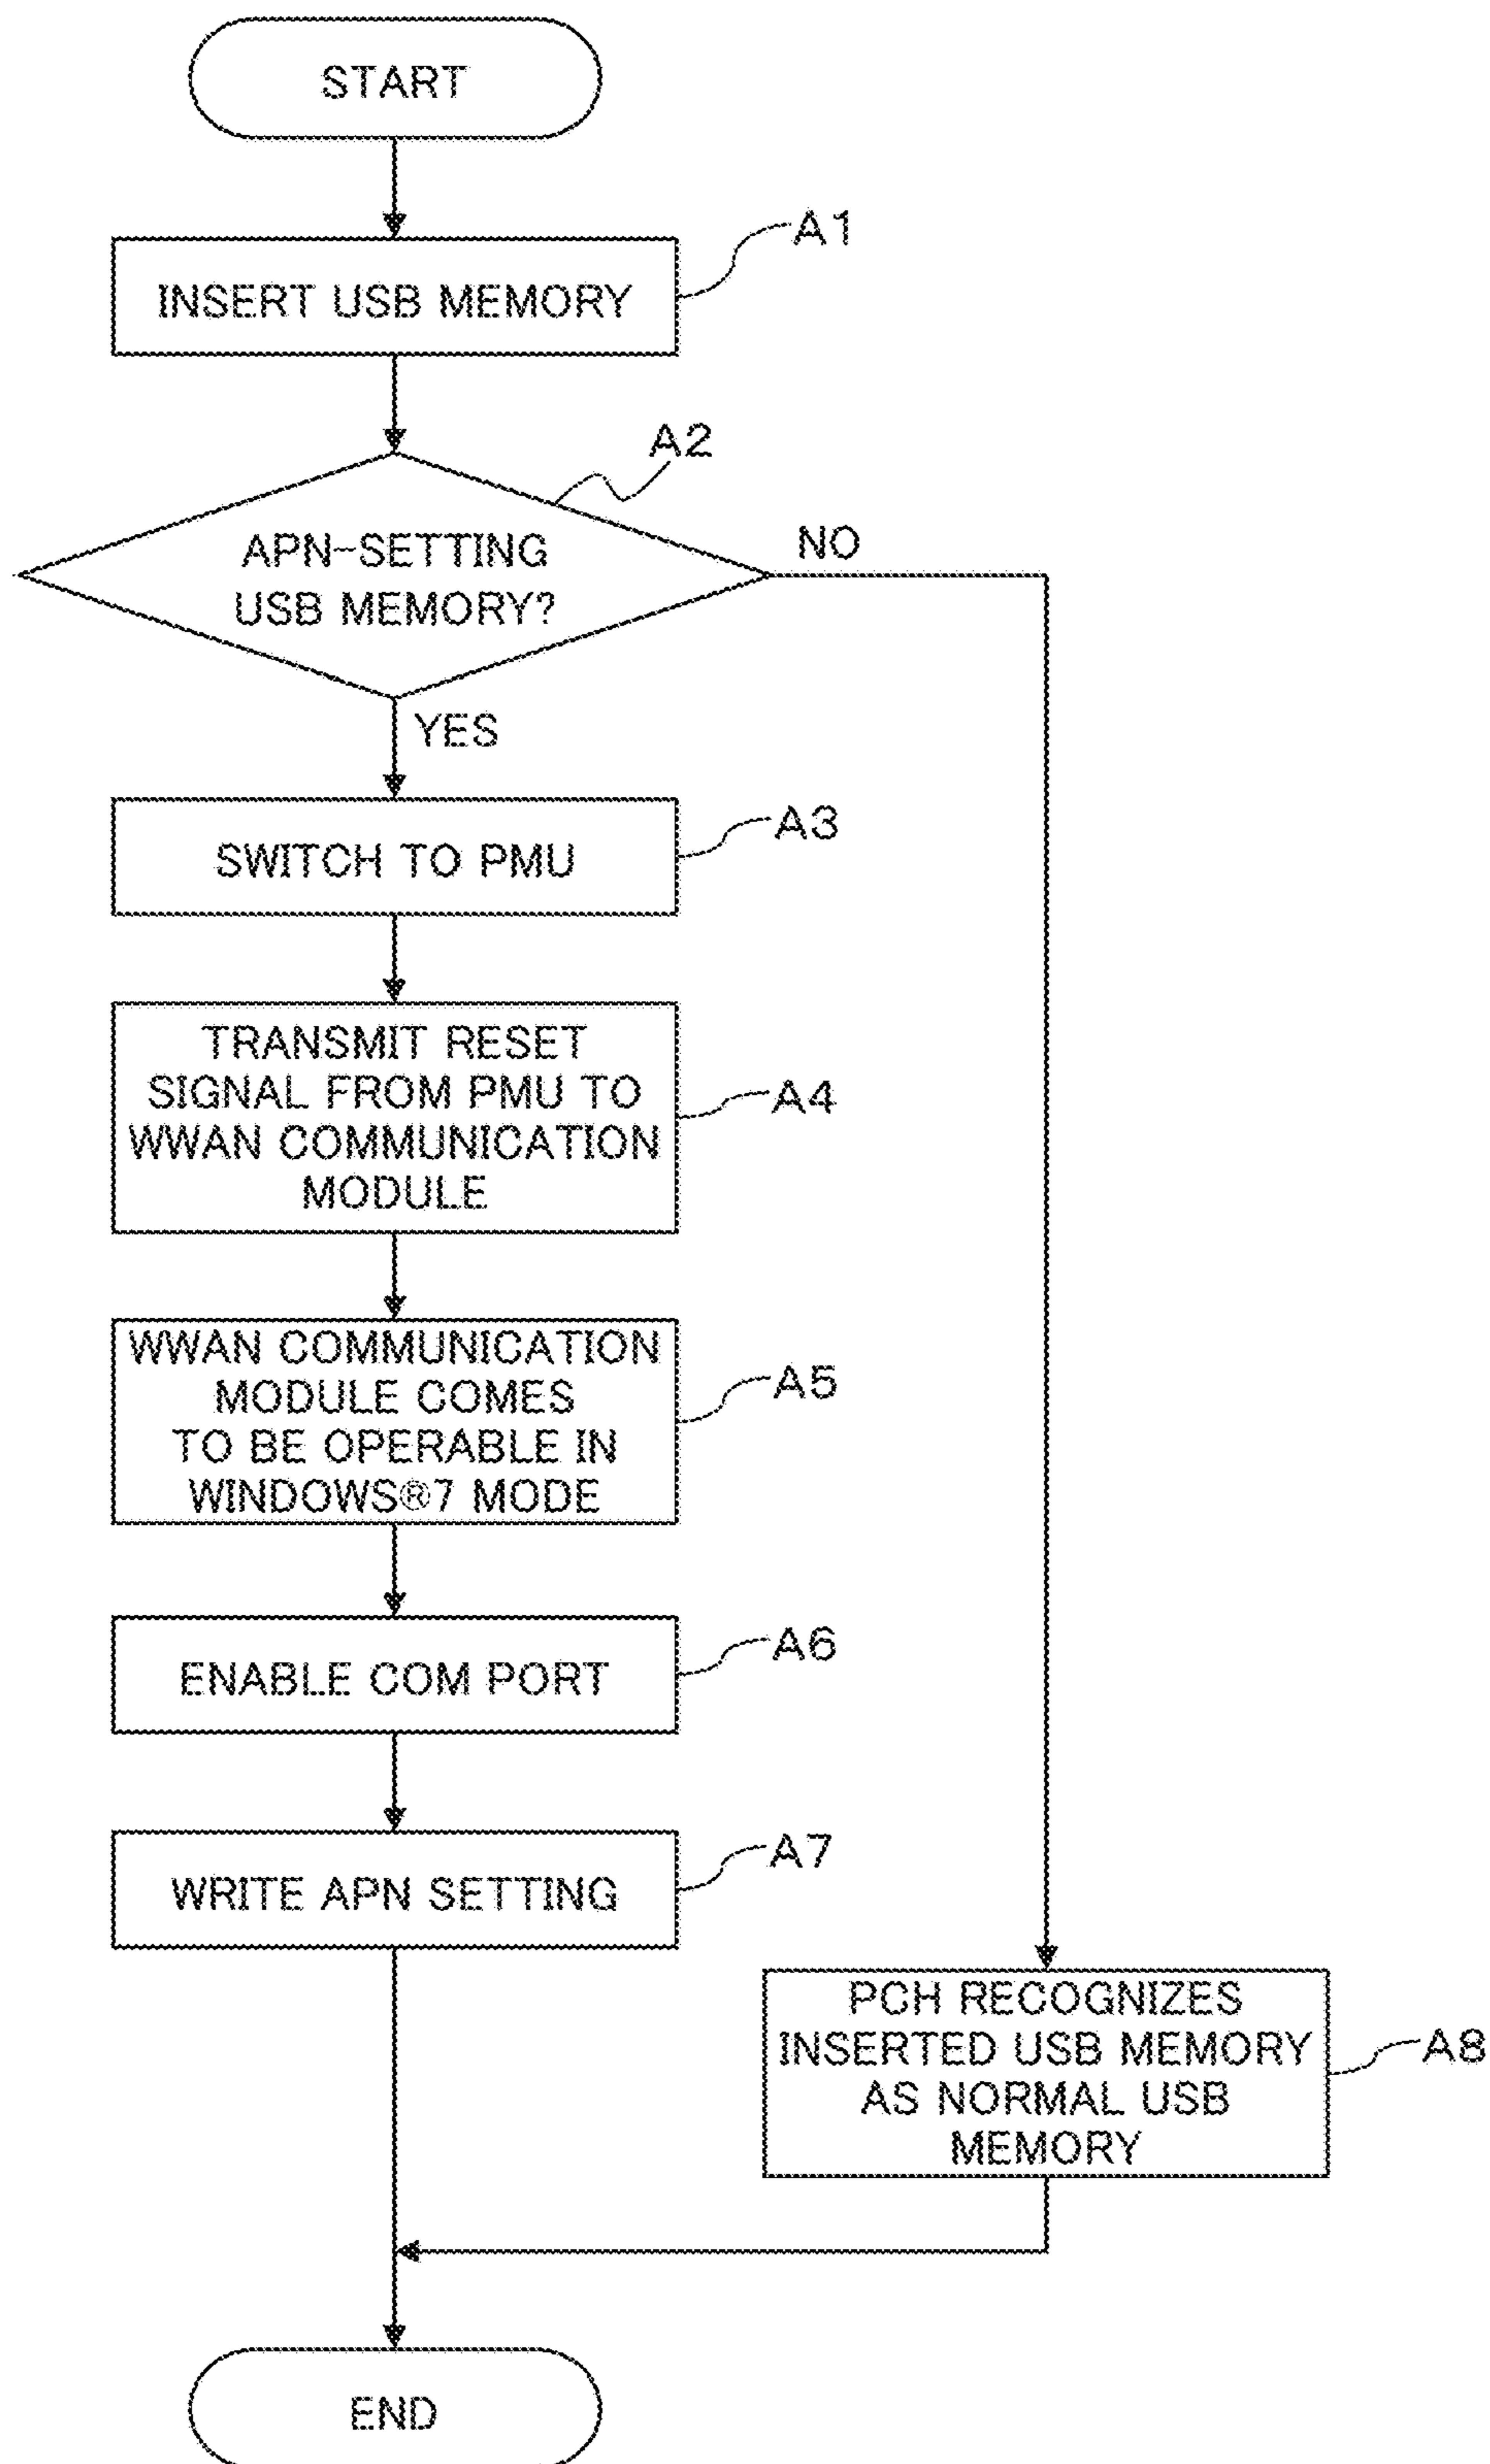 START
A1
INSERT USB MEMORY
A2
APN-SETTING
USB MEMORY?
NO
YES
A3
SWITCH TO PMU
TRANSMIT RESET
SIGNAL FROM PMU TO
WWAN COMMUNICATION
MODULE
A4
WWAN COMMUNICATION
MODULE COMES
TO BE OPERABLE IN
WINDOWS®7 MODE
A5
A6
ENABLE COM PORT
A7
WRITE APN SETTING
PCH RECOGNIZES
INSERTED USB MEMORY
AS NORMAL USB
MEMORY
A8
END